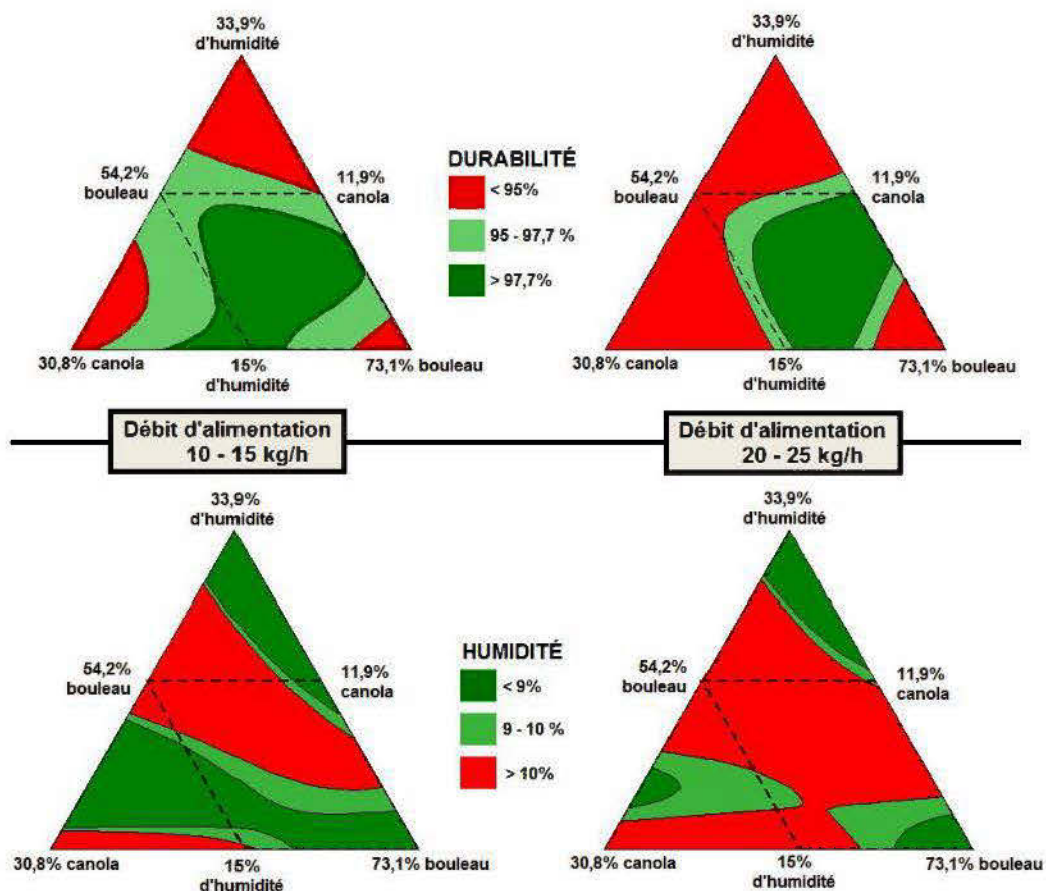 33,9%
d'humidité
33,9%
d'humidité
54,2%
bouleau
11,9%
canola
DURABILITÉ
< 95%
95 - 97,7 %
> 97,7%
54,2%
bouleau
11,9%
canola
30,8% canola
15%
d'humidité
73,1% bouleau
30,8% canola
15%
d'humidité
73,1% bouleau
Débit d'alimentation
10 - 15 kg/h
Débit d'alimentation
20 - 25 kg/h
33,9%
d'humidité
33,9%
d'humidité
54,2%
bouleau
11,9%
canola
HUMIDITÉ
< 9%
9 - 10 %
> 10%
54,2%
bouleau
11,9%
canola
30,8% canola
15%
d'humidité
73,1% bouleau
30,8% canola
15%
d'humidité
73,1% bouleau